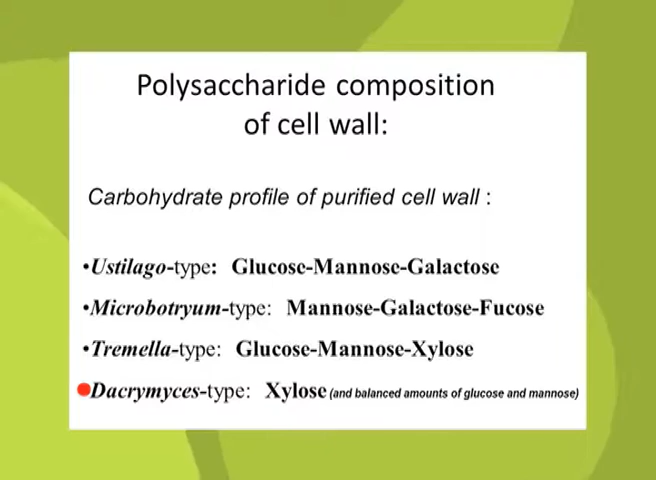 Polysaccharide composition
of cell wall:
Carbohydrate profile of purified cell wall :
•Ustilago-type: Glucose-Mannose-Galactose
•Microbotryum-type: Mannose-Galactose-Fucose
•Tremella-type: Glucose-Mannose-Xylose
Dacrymyces-type: Xylose (and balanced amounts of glucose and mannose)